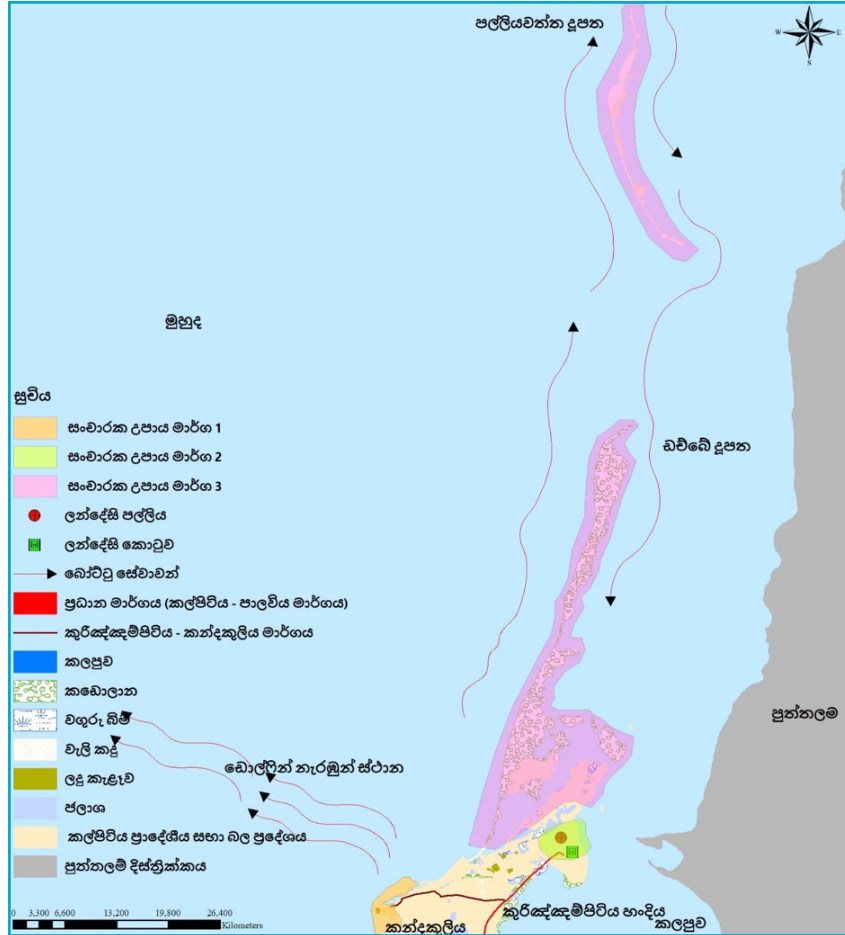 පල්ලියවත්ත දූපත
N
W E
S
මුහුද
සුචිය
සංචාරක උපාය මාර්ග 1
සංචාරක උපාය මාර්ග 2
සංචාරක උපාය මාර්ග 3
ලන්දේසි පල්ලිය
ලන්දේසි කොටුව
බෝට්ටු සේවාවන්
ප්‍රධාන මාර්ගය (කල්පිටිය - පාලවිය මාර්ගය)
කුරිඤ්ඤම්පිටිය - කන්දකුලිය මාර්ගය
කලපුව
කඩොලාන
වගුරු බිම්
වැලි කඳු
ලඳු කැළෑව
ජලාශ
කල්පිටිය ප්‍රාදේශීය සභා බල ප්‍රදේශය
පුත්තලම් දිස්ත්‍රික්කය
0 3,300 6,600 13,200 19,800 26,400
Kilometers
ඩච්බේ දූපත
පුත්තලම
ඩොල්ෆින් නැරඹුන් ස්ථාන
කුරිඤ්ඤම්පිටිය හංදිය
කලපුව
කන්දකුලිය